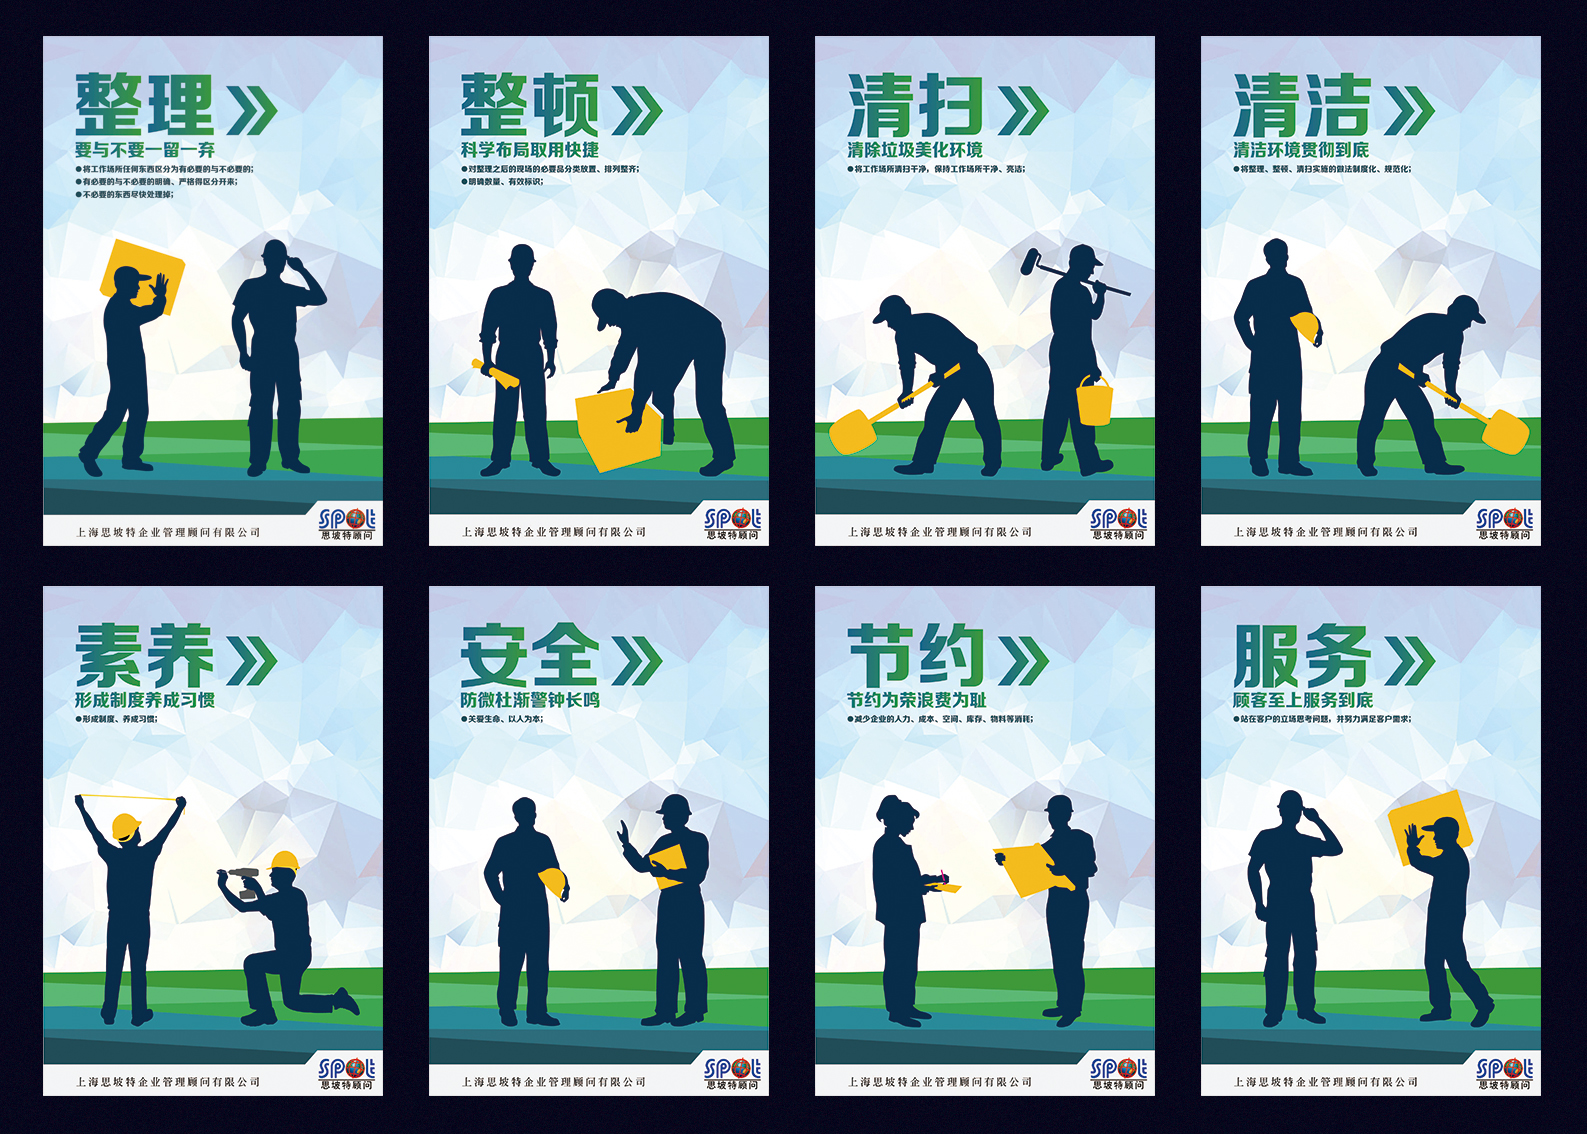 整理
要与不要一留一弃
●将工作场所任何东西区分为有必要的与不必要的；
●有必要的与不必要的明确、严格得区分开来；
●不必要的东西尽快处理掉；
上海思坡特企业管理顾问有限公司
SPOLt
思坡特顾问
整顿
科学布局取用快捷
●对整理之后的现场的必要品分类放置、排列整齐；
●明确数量、有效标识；
上海思坡特企业管理顾问有限公司
SPOLt
思坡特顾问
清扫
清除垃圾美化环境
●将工作场所清扫干净，保持工作场所干净、亮洁；
上海思坡特企业管理顾问有限公司
SPOLt
思坡特顾问
清洁
清洁环境贯彻到底
●将整理、整顿、清扫实施的做法制度化、规范化；
上海思坡特企业管理顾问有限公司
SPOLt
思坡特顾问
素养
形成制度养成习惯
●形成制度、养成习惯；
上海思坡特企业管理顾问有限公司
SPOLt
思坡特顾问
安全
防微杜渐警钟长鸣
●关爱生命、以人为本；
上海思坡特企业管理顾问有限公司
SPOLt
思坡特顾问
节约
节约为荣浪费为耻
●减少企业的人力、成本、空间、库存、物料等消耗；
上海思坡特企业管理顾问有限公司
SPOLt
思坡特顾问
服务
顾客至上服务到底
●站在客户的立场思考问题，并努力满足客户需求；
上海思坡特企业管理顾问有限公司
SPOLt
思坡特顾问